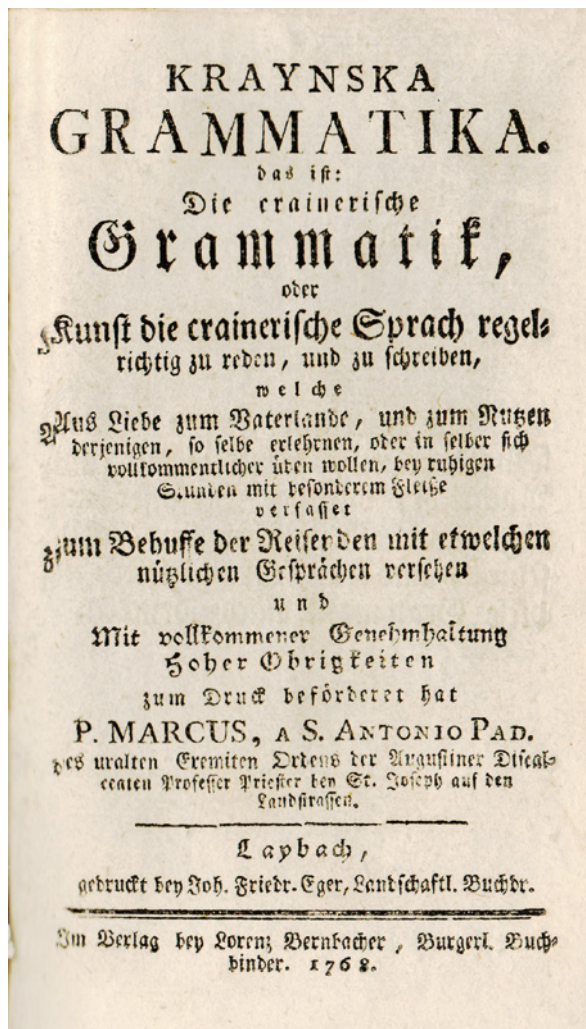 KRAYNSKA
GRAMMATIKA.
das ist:
Die crainerische
Grammatik,
oder
Kunst die crainerische Sprach regel-
richtig zu reden, und zu schreiben,
welche
Aus Liebe zum Vaterlande, und zum Nutzen
derjenigen, so selbe erlehrnen, oder in selber sich
vollkommentlicher üben wollen, bey ruhigen
Stunden mit besonderem Fleiße
verfasset
zum Behuffe der Reisenden mit etwelchen
nützlichen Gesprächen versehen
und
Mit vollkommener Genehmhaltung
Hoher Obrigkeiten
zum Druck beförderet hat
P. MARCUS, A S. ANTONIO PAD.
des uralten Eremiten Ordens der Augustiner Discal-
ceaten Professer Priester bey St. Joseph auf den
Landstrassen.
Laybach,
gedruckt bey Joh. Friedr. Eger, Landschaftl. Buchdr.
Im Verlag bey Lorenz Bernbacher, Burgerl. Buch-
binder. 1768.